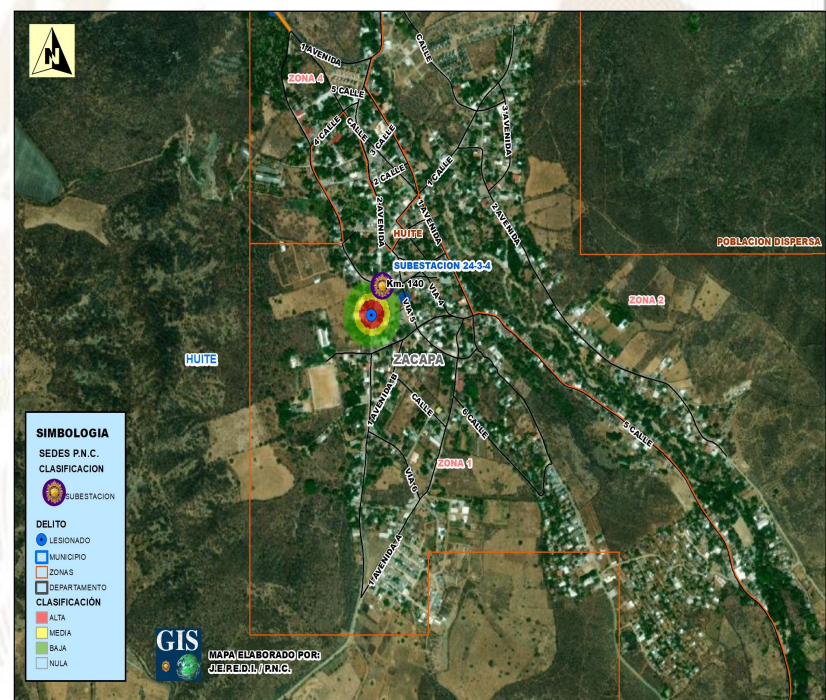 N
1 AVENIDA
CALLE
ZONA 4
5 CALLE
4 CALLE
CALLE
3 CALLE
3 AVENIDA
1 CALLE
2 CALLE
2 AVENIDA
1 AVENIDA
2 AVENIDA
HUITE
POBLACION DISPERSA
SUBESTACION 24-3-4
Km. 140
VIA 4
ZONA 2
VIA 5
HUITE
ZACAPA
1 AVENIDA B
CALLE
6 CALLE
5 CALLE
ZONA 1
VIA 6
1 AVENIDA A
SIMBOLOGIA
SEDES P.N.C.
CLASIFICACION
SUBESTACION
DELITO
LESIONADO
MUNICIPIO
ZONAS
DEPARTAMENTO
CLASIFICACIÓN
ALTA
MEDIA
BAJA
NULA
GIS
MAPA ELABORADO POR:
J.E.P.E.D.I. / P.N.C.